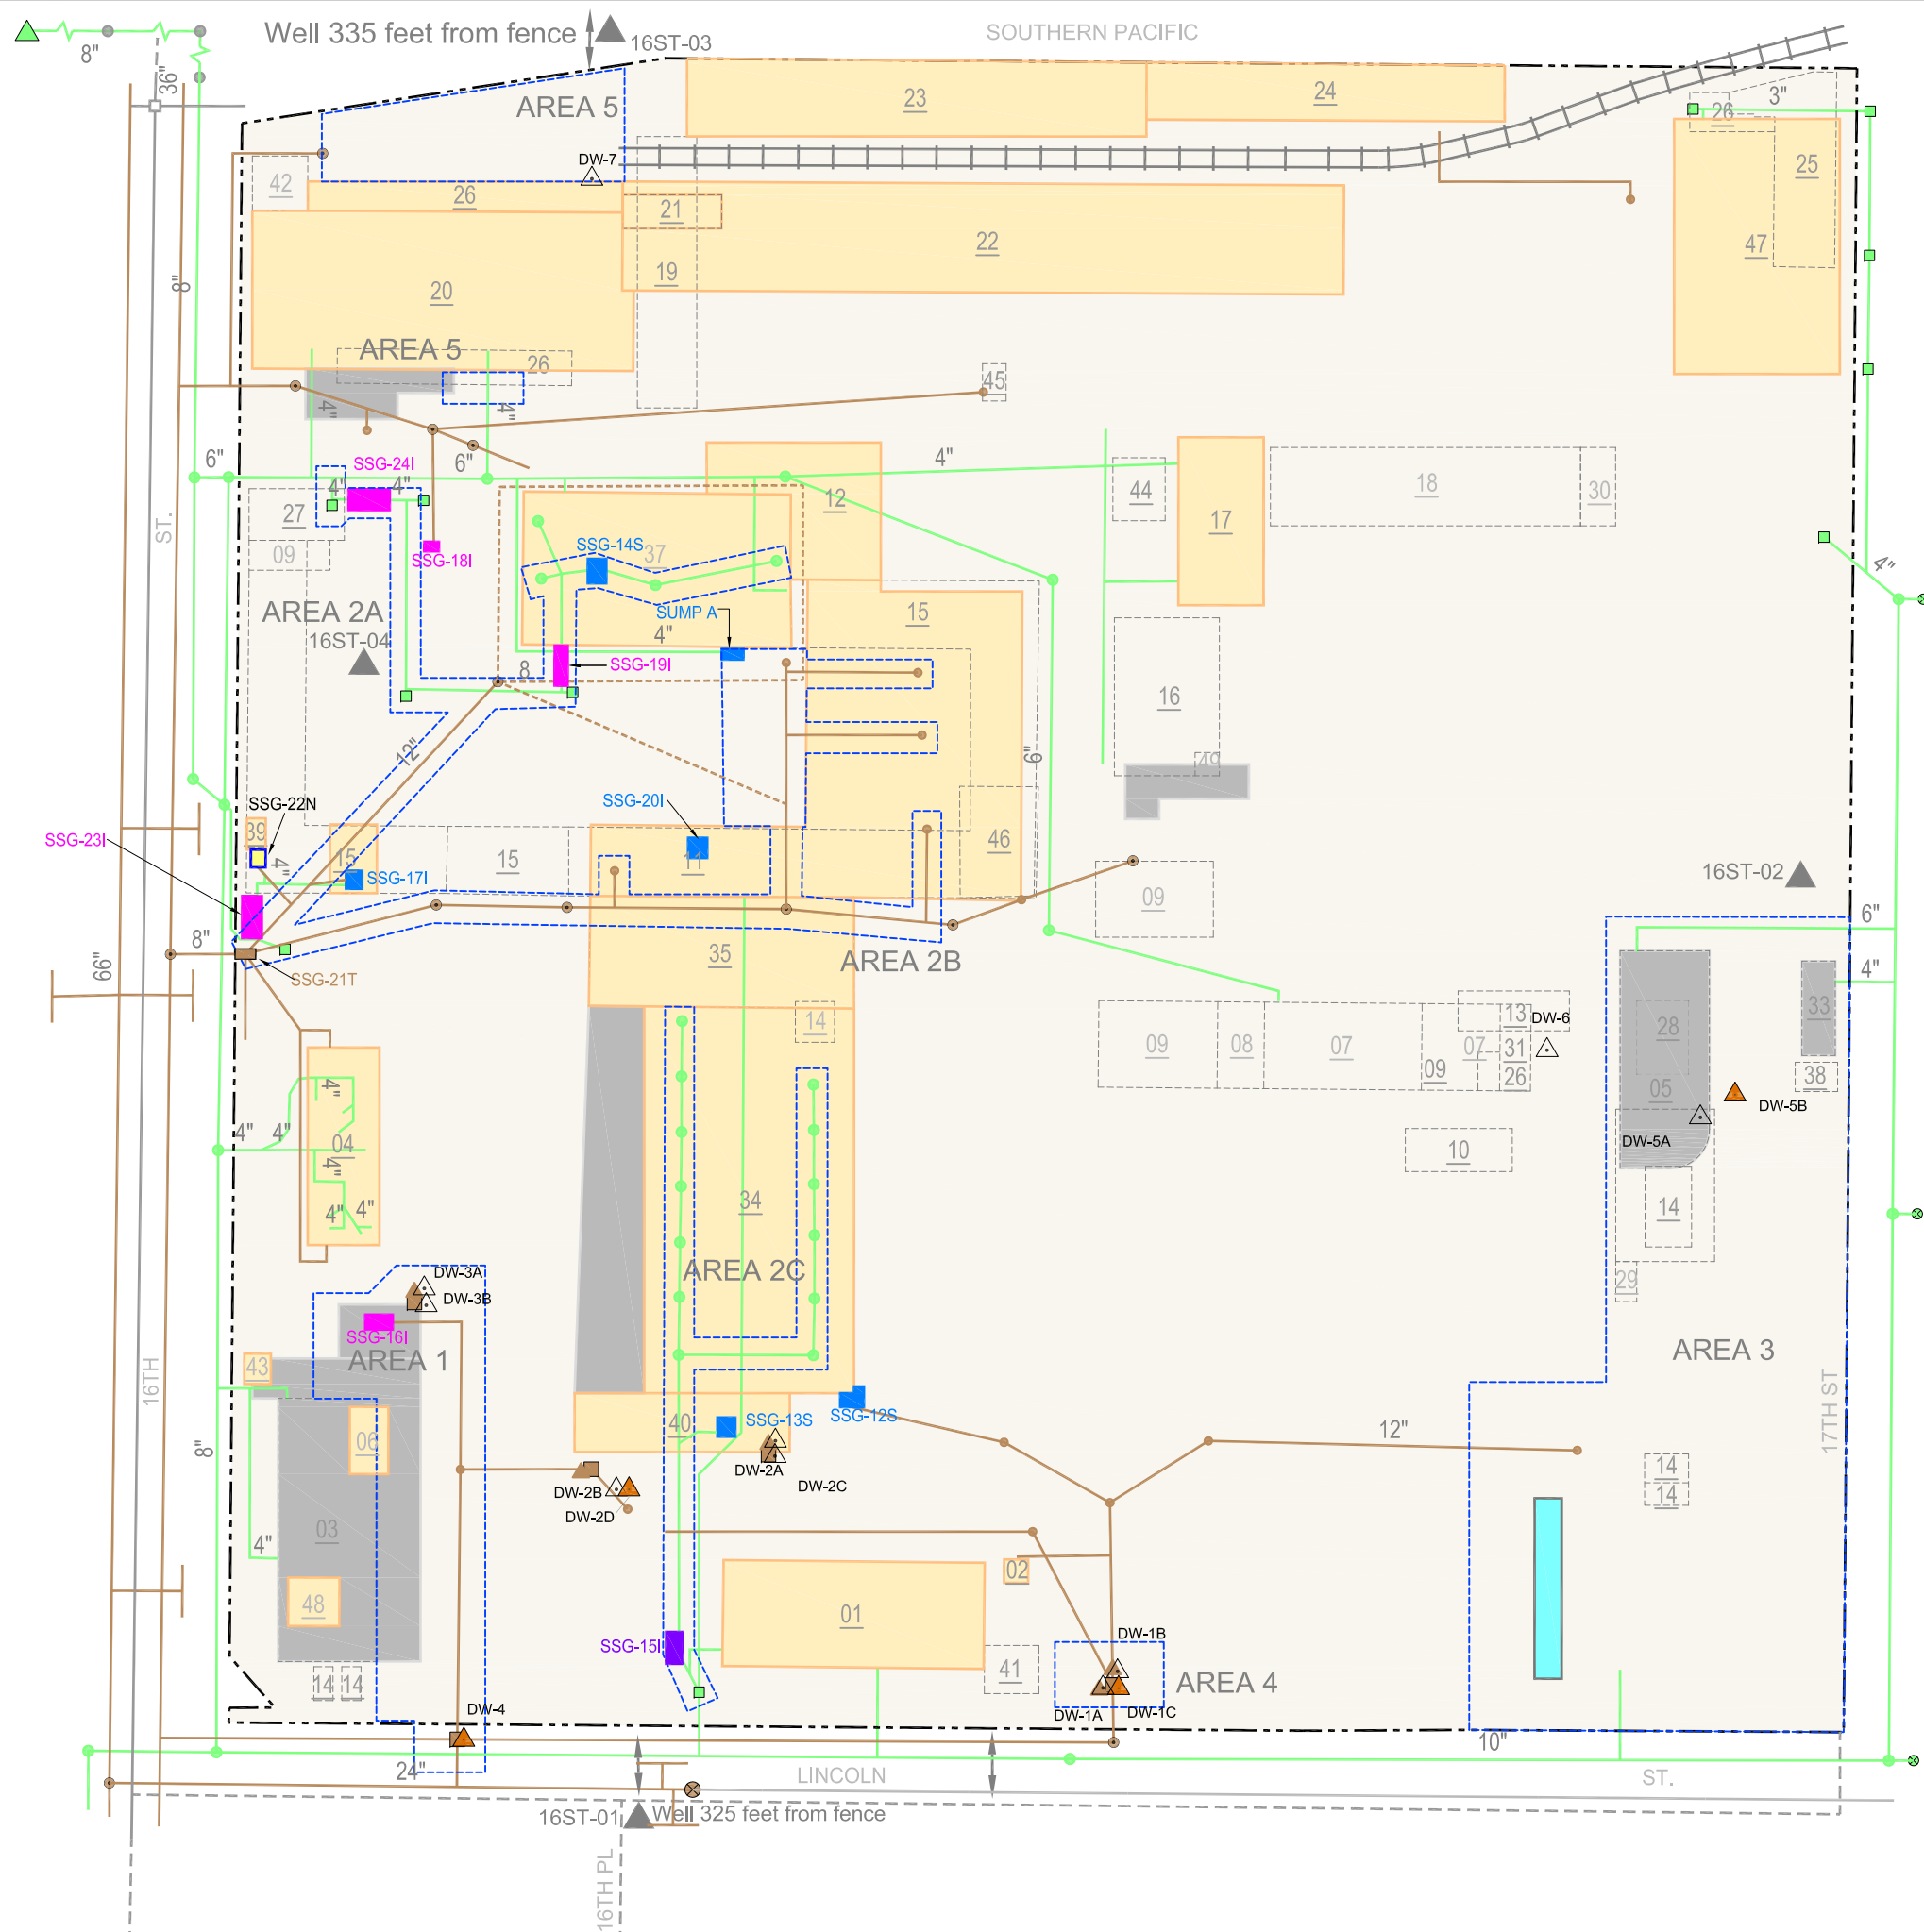 Well 335 feet from fence
16ST-03
SOUTHERN PACIFIC
8"
36"
AREA 5
23
24
26
3"
25
DW-7
42
26
21
22
19
47
20
8"
AREA 5
26
45
4"
4"
6"
SSG-24I
6"
4"
4"
4"
12
44
17
18
30
27
09
SSG-18I
SSG-14S
37
ST.
4"
AREA 2A
16ST-04
SUMP A
4"
15
8
SSG-19I
16
49
12"
6"
SSG-22N
SSG-20I
39
SSG-23I
4"
15
15
11
46
SSG-17I
09
16ST-02
6"
8"
66"
35
AREA 2B
SSG-21T
4"
14
13
DW-6
33
28
09
08
07
07
31
09
26
38
05
DW-5B
DW-5A
4"
4"
4"
04
4"
10
4"
4"
34
14
AREA 2C
29
DW-3A
DW-3B
SSG-16I
AREA 1
AREA 3
43
16TH
17TH ST
06
40
SSG-13S
SSG-12S
12"
8"
DW-2A
DW-2C
DW-2B
DW-2D
14
14
03
4"
02
48
01
SSG-15I
DW-1B
41
14
14
AREA 4
DW-1A
DW-1C
DW-4
10"
24"
LINCOLN
ST.
16ST-01
Well 325 feet from fence
16TH PL